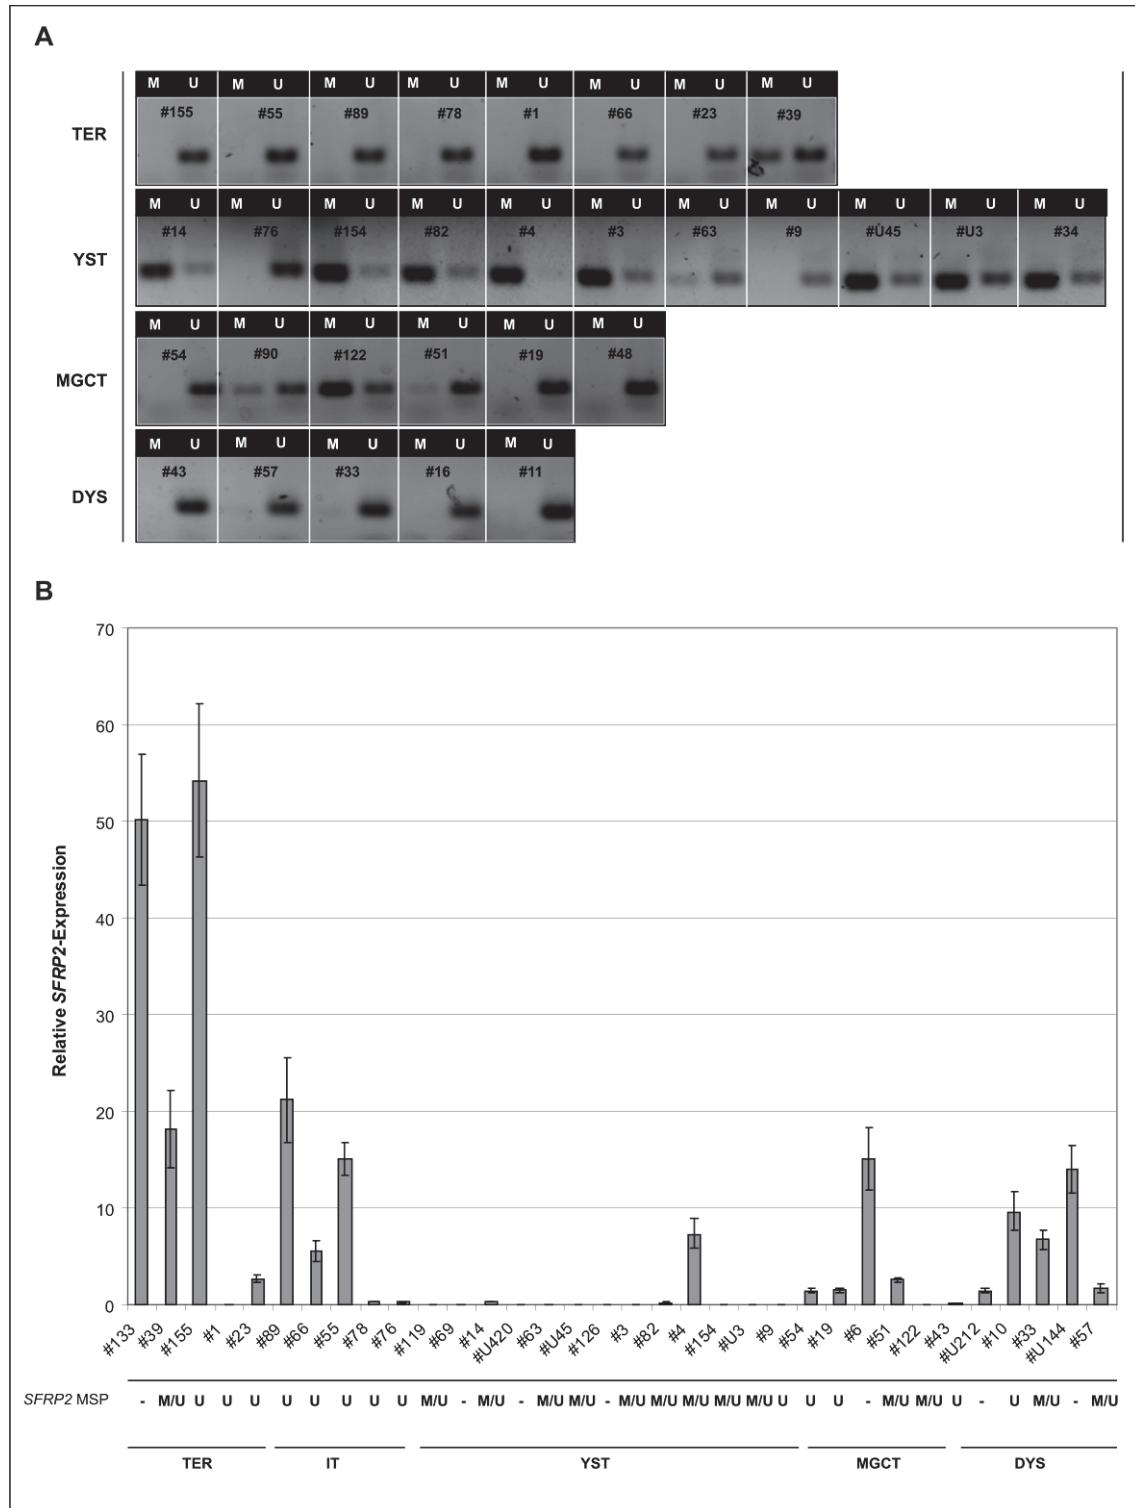 A
M U M U M U M U M U M U M U M U
#155 #55 #89 #78 #1 #66 #23 #39
TER
M U M U M U M U M U M U M U M U M U M U M U
#14 #76 #154 #82 #4 #3 #63 #9 #U45 #U3 #34
YST
M U M U M U M U M U M U
#54 #90 #122 #51 #19 #48
MGCT
M U M U M U M U M U
#43 #57 #33 #16 #11
DYS
B
70
60
50
40
30
20
10
0
Relative SFRP2-Expression
#133 #39 #155 #1 #23 #89 #66 #55 #78 #76 #119 #69 #14 #U420 #63 #U45 #126 #3 #82 #4 #154 #U3 #9 #54 #19 #6 #51 #122 #43 #U212 #10 #33 #U144 #57
SFRP2 MSP - M/U U U U U U U U U M/U - M/U - M/U M/U - M/U M/U M/U M/U M/U U U U - M/U M/U U - U M/U - M/U
TER IT YST MGCT DYS